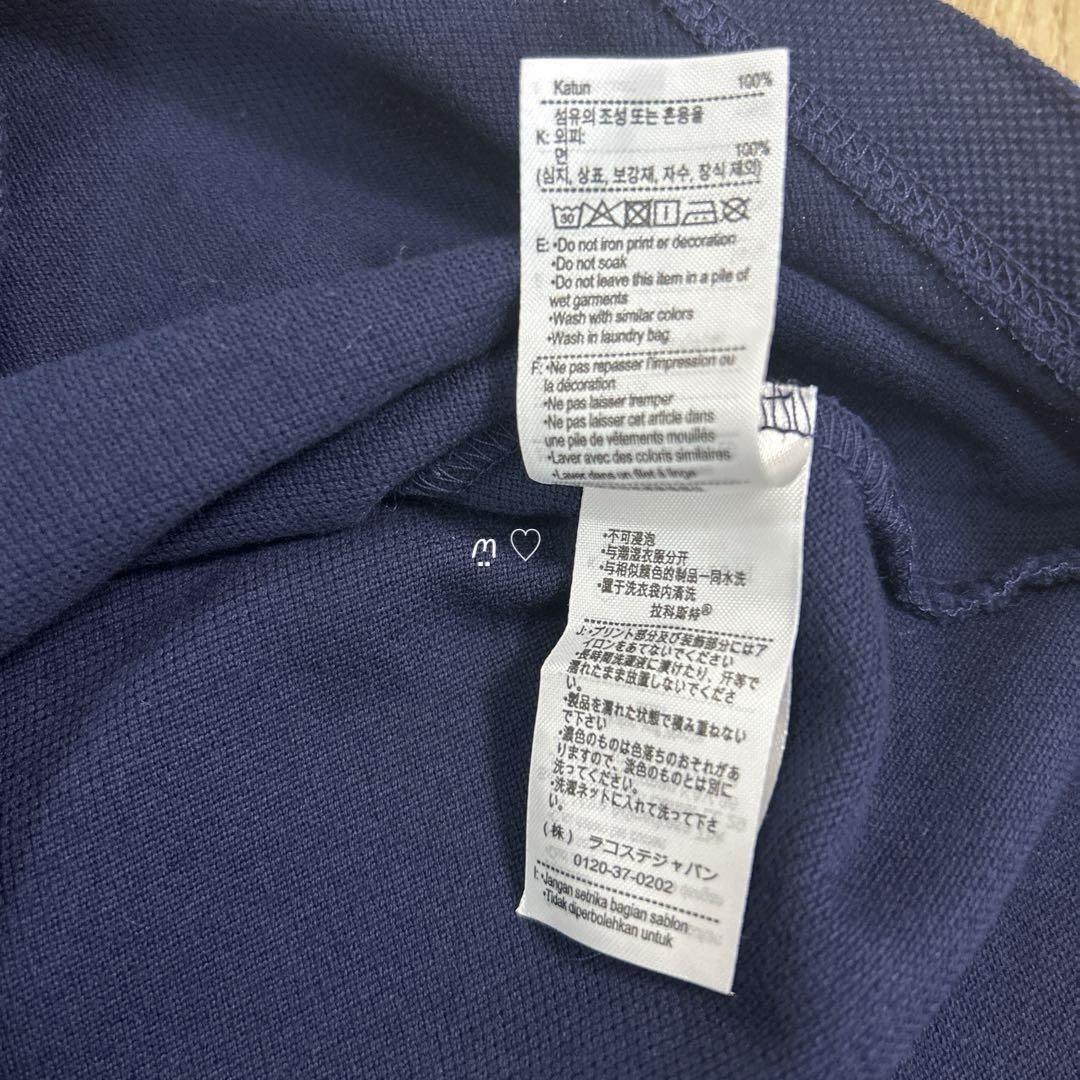 Katun 100%
섬유의 조성 또는 혼용율
K: 외피:
면 100%
(심지, 상표, 보강재, 자수, 장식 제외)
30
E: •Do not iron print or decoration
•Do not soak
•Do not leave this item in a pile of
wet garments
•Wash with similar colors
•Wash in laundry bag
F: •Ne pas repasser l'impression ou
la décoration
•Ne pas laisser tremper
•Ne pas laisser cet article dans
une pile de vêtements mouillés
•Laver avec des coloris similaires
•Laver dans un filet à linge
•不可浸泡
•与潮湿衣服分开
•与相似颜色的制品一同水洗
•置于洗衣袋内清洗
拉科斯特®
J: •プリント部分及び装飾部分にはア
イロンをあてないでください
•長時間洗濯液に漬けたり、汗等で
濡れたまま放置しないでくださ
い。
•製品を濡れた状態で積み重ねない
で下さい
•濃色のものは色落ちのおそれがあ
りますので、淡色のものとは別に
洗ってください。
•洗濯ネットに入れて洗って下さ
い。
(株) ラコステジャパン
0120-37-0202
I: •Jangan setrika bagian sablon
•Tidak diperbolehkan untuk